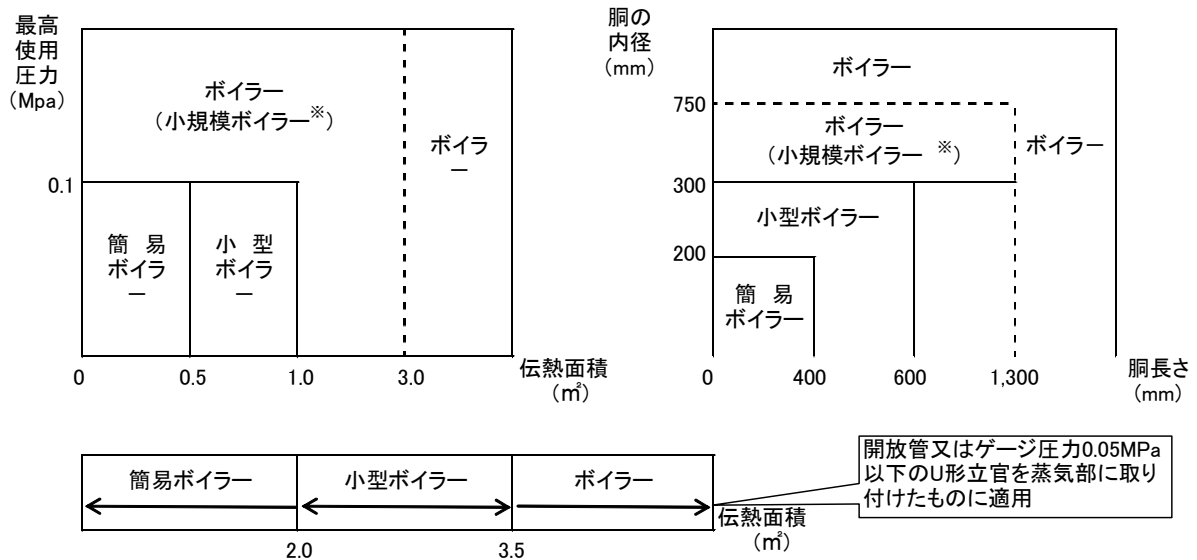 最高
使用
圧力
（Mpa）
ボイラー
（小規模ボイラー※）
ボイラ
ー
0.1
簡　易
ボイラ
ー
小　型
ボイラ
ー
0
0.5
1.0
3.0
伝熱面積
（㎡）
胴の
内径
（mm）
ボイラー
750
ボイラー
（小規模ボイラー　※）
ボイラー
300
小型ボイラー
200
簡　易
ボイラー
0
400
600
1,300
胴長さ
（mm）
簡易ボイラー
小型ボイラー
ボイラー
開放管又はゲージ圧力0.05MPa
以下のU形立官を蒸気部に取り
付けたものに適用
伝熱面積
（㎡）
2.0
3.5